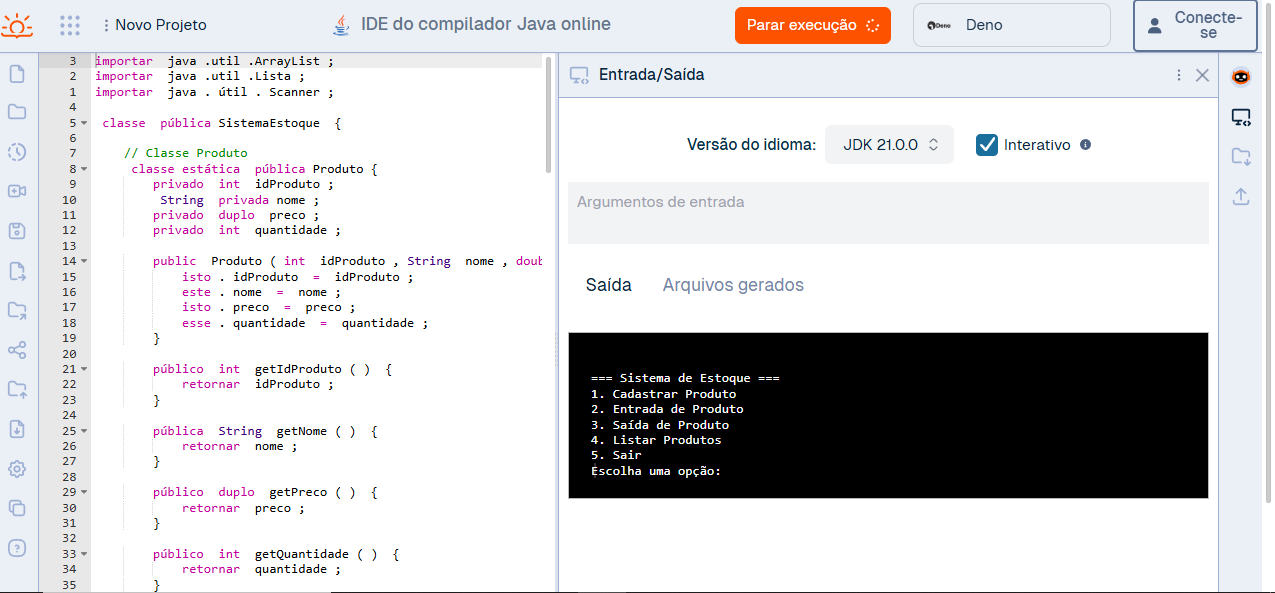 Novo Projeto
IDE do compilador Java online
Parar execução
Deno
Deno
Conecte-
se
3 importar java .util .ArrayList ;
2 importar java .util .Lista ;
1 importar java . útil . Scanner ;
4
5 classe pública SistemaEstoque {
6
7 // Classe Produto
8 classe estática pública Produto {
9 privado int idProduto ;
10 String privada nome ;
11 privado duplo preco ;
12 privado int quantidade ;
13
14 public Produto ( int idProduto , String nome , doub
15 isto . idProduto = idProduto ;
16 este . nome = nome ;
17 isto . preco = preco ;
18 esse . quantidade = quantidade ;
19 }
20
21 público int getIdProduto ( ) {
22 retornar idProduto ;
23 }
24
25 pública String getNome ( ) {
26 retornar nome ;
27 }
28
29 público duplo getPreco ( ) {
30 retornar preco ;
31 }
32
33 público int getQuantidade ( ) {
34 retornar quantidade ;
35 }
Entrada/Saída
Versão do idioma:
JDK 21.0.0
Interativo
Argumentos de entrada
Saída
Arquivos gerados
=== Sistema de Estoque ===
1. Cadastrar Produto
2. Entrada de Produto
3. Saída de Produto
4. Listar Produtos
5. Sair
Escolha uma opção: